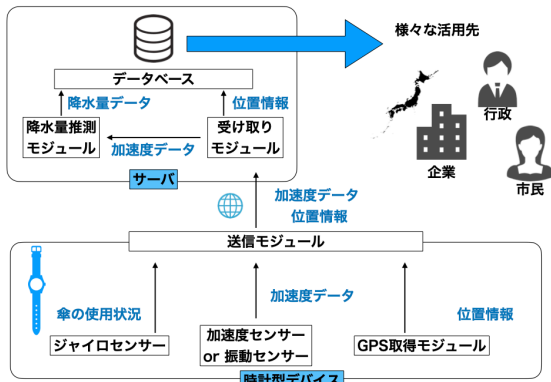 様々な活用先
データベース
降水量データ
位置情報
行政
降水量推測
モジュール
加速度データ
受け取り
モジュール
企業
市民
サーバ
加速度データ
位置情報
送信モジュール
傘の使用状況
加速度データ
位置情報
ジャイロセンサー
加速度センサー
or 振動センサー
GPS取得モジュール
時計型デバイス